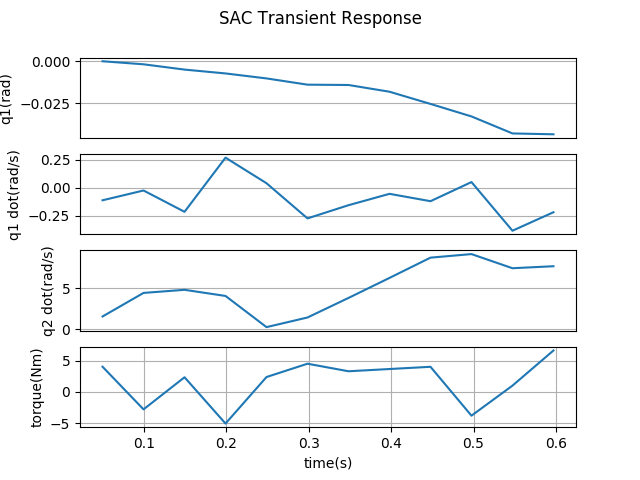 SAC Transient Response
0.000
−0.025
q1(rad)
0.25
0.00
−0.25
q1 dot(rad/s)
5
0
q2 dot(rad/s)
5
0
−5
torque(Nm)
0.1 0.2 0.3 0.4 0.5 0.6
time(s)